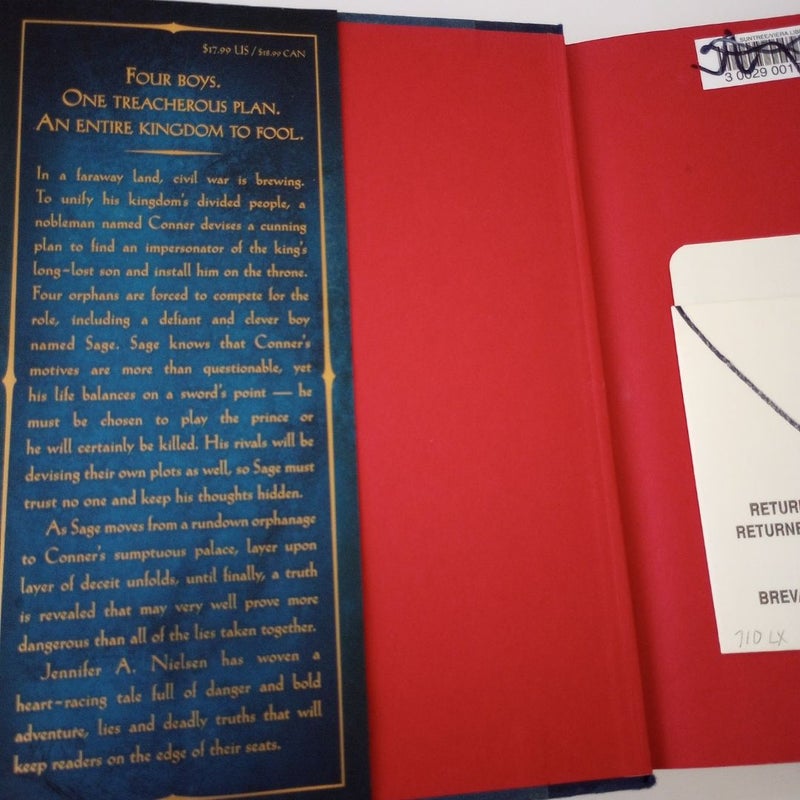 $17.99 US / $18.99 CAN
FOUR BOYS.
ONE TREACHEROUS PLAN.
AN ENTIRE KINGDOM TO FOOL.
In a faraway land, civil war is brewing.
To unify his kingdom's divided people, a
nobleman named Conner devises a cunning
plan to find an impersonator of the king's
long-lost son and install him on the throne.
Four orphans are forced to compete for the
role, including a defiant and clever boy
named Sage. Sage knows that Conner's
motives are more than questionable, yet
his life balances on a sword's point — he
must be chosen to play the prince or
he will certainly be killed. His rivals will be
devising their own plots as well, so Sage must
trust no one and keep his thoughts hidden.
As Sage moves from a rundown orphanage
to Conner's sumptuous palace, layer upon
layer of deceit unfolds, until finally, a truth
is revealed that may very well prove more
dangerous than all of the lies taken together.
Jennifer A. Nielsen has woven a
heart-racing tale full of danger and bold
adventure, lies and deadly truths that will
keep readers on the edge of their seats.
SUNTREE/VIERA LIB
3 0029 001
RETUR
RETURNE
BREVA
710 LX